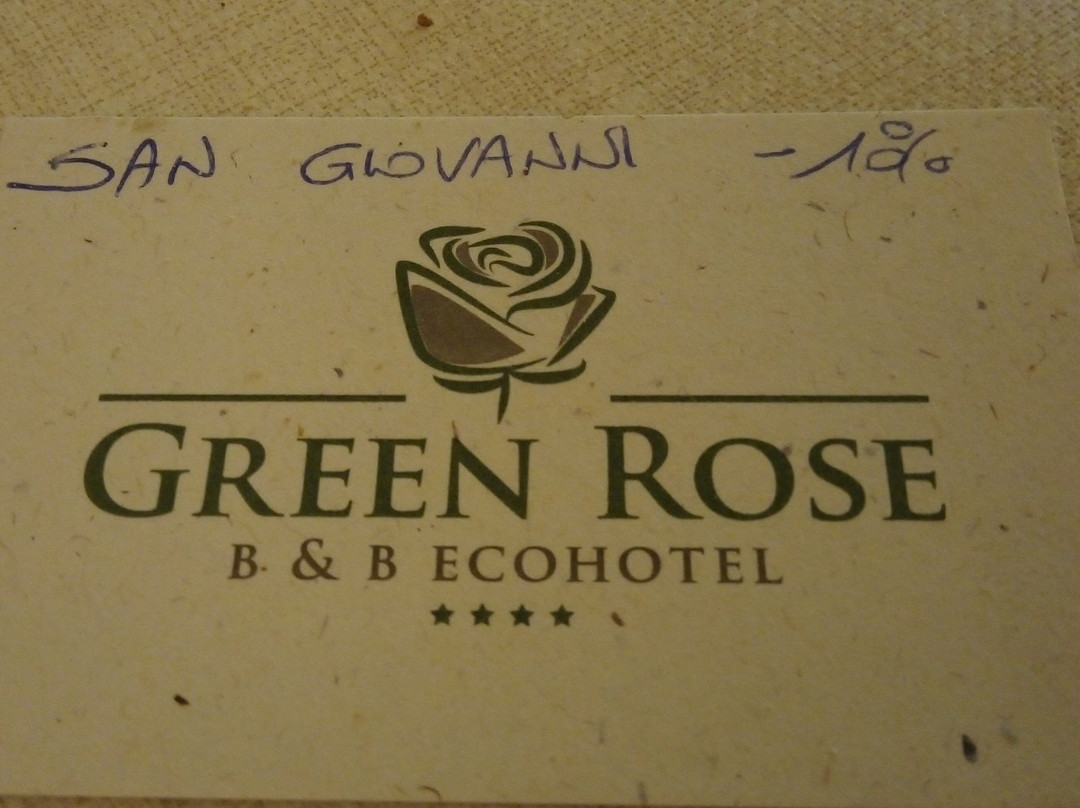 SAN GIOVANNI -10%
GREEN ROSE
B. & B ECOHOTEL